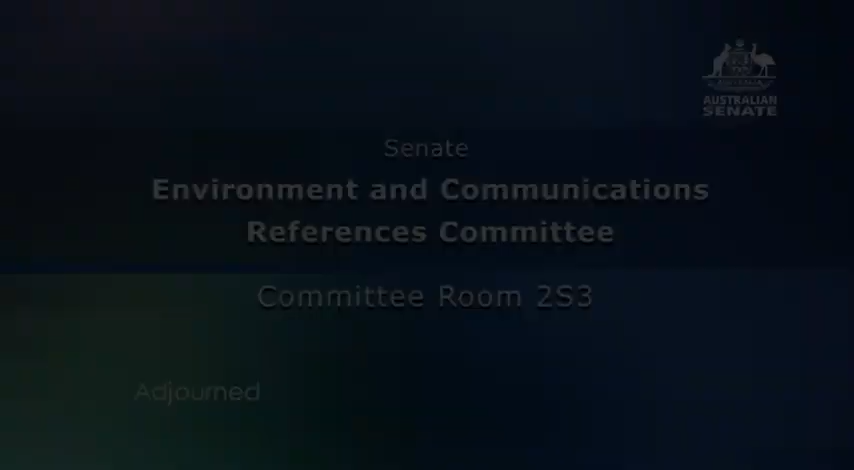 AUSTRALIAN
SENATE
Senate
Environment and Communications
References Committee
Committee Room 2S3
Adjourned